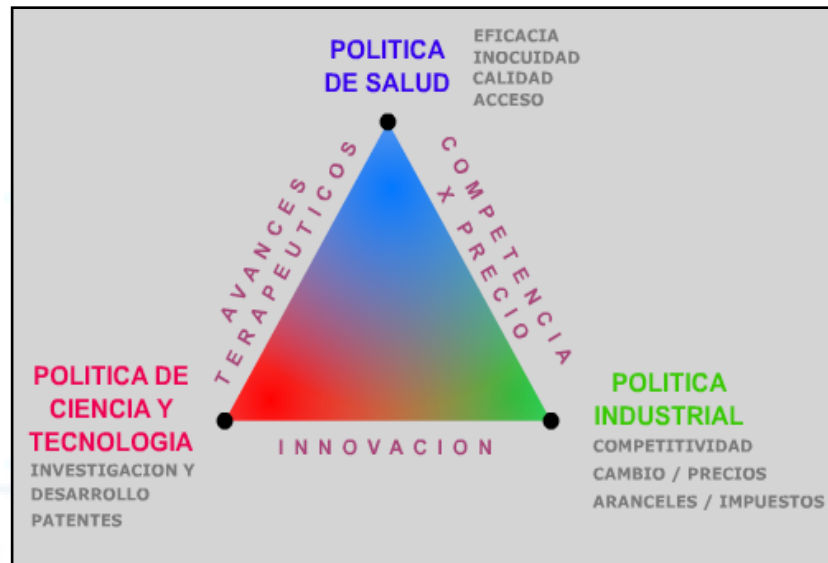 POLITICA
DE SALUD
EFICACIA
INOCUIDAD
CALIDAD
ACCESO
AVANCES
TERAPEUTICOS
COMPETENCIA
X PRECIO
POLITICA DE
CIENCIA Y
TECNOLOGIA
INVESTIGACION Y
DESARROLLO
PATENTES
INNOVACION
POLITICA
INDUSTRIAL
COMPETITIVIDAD
CAMBIO / PRECIOS
ARANCELES / IMPUESTOS